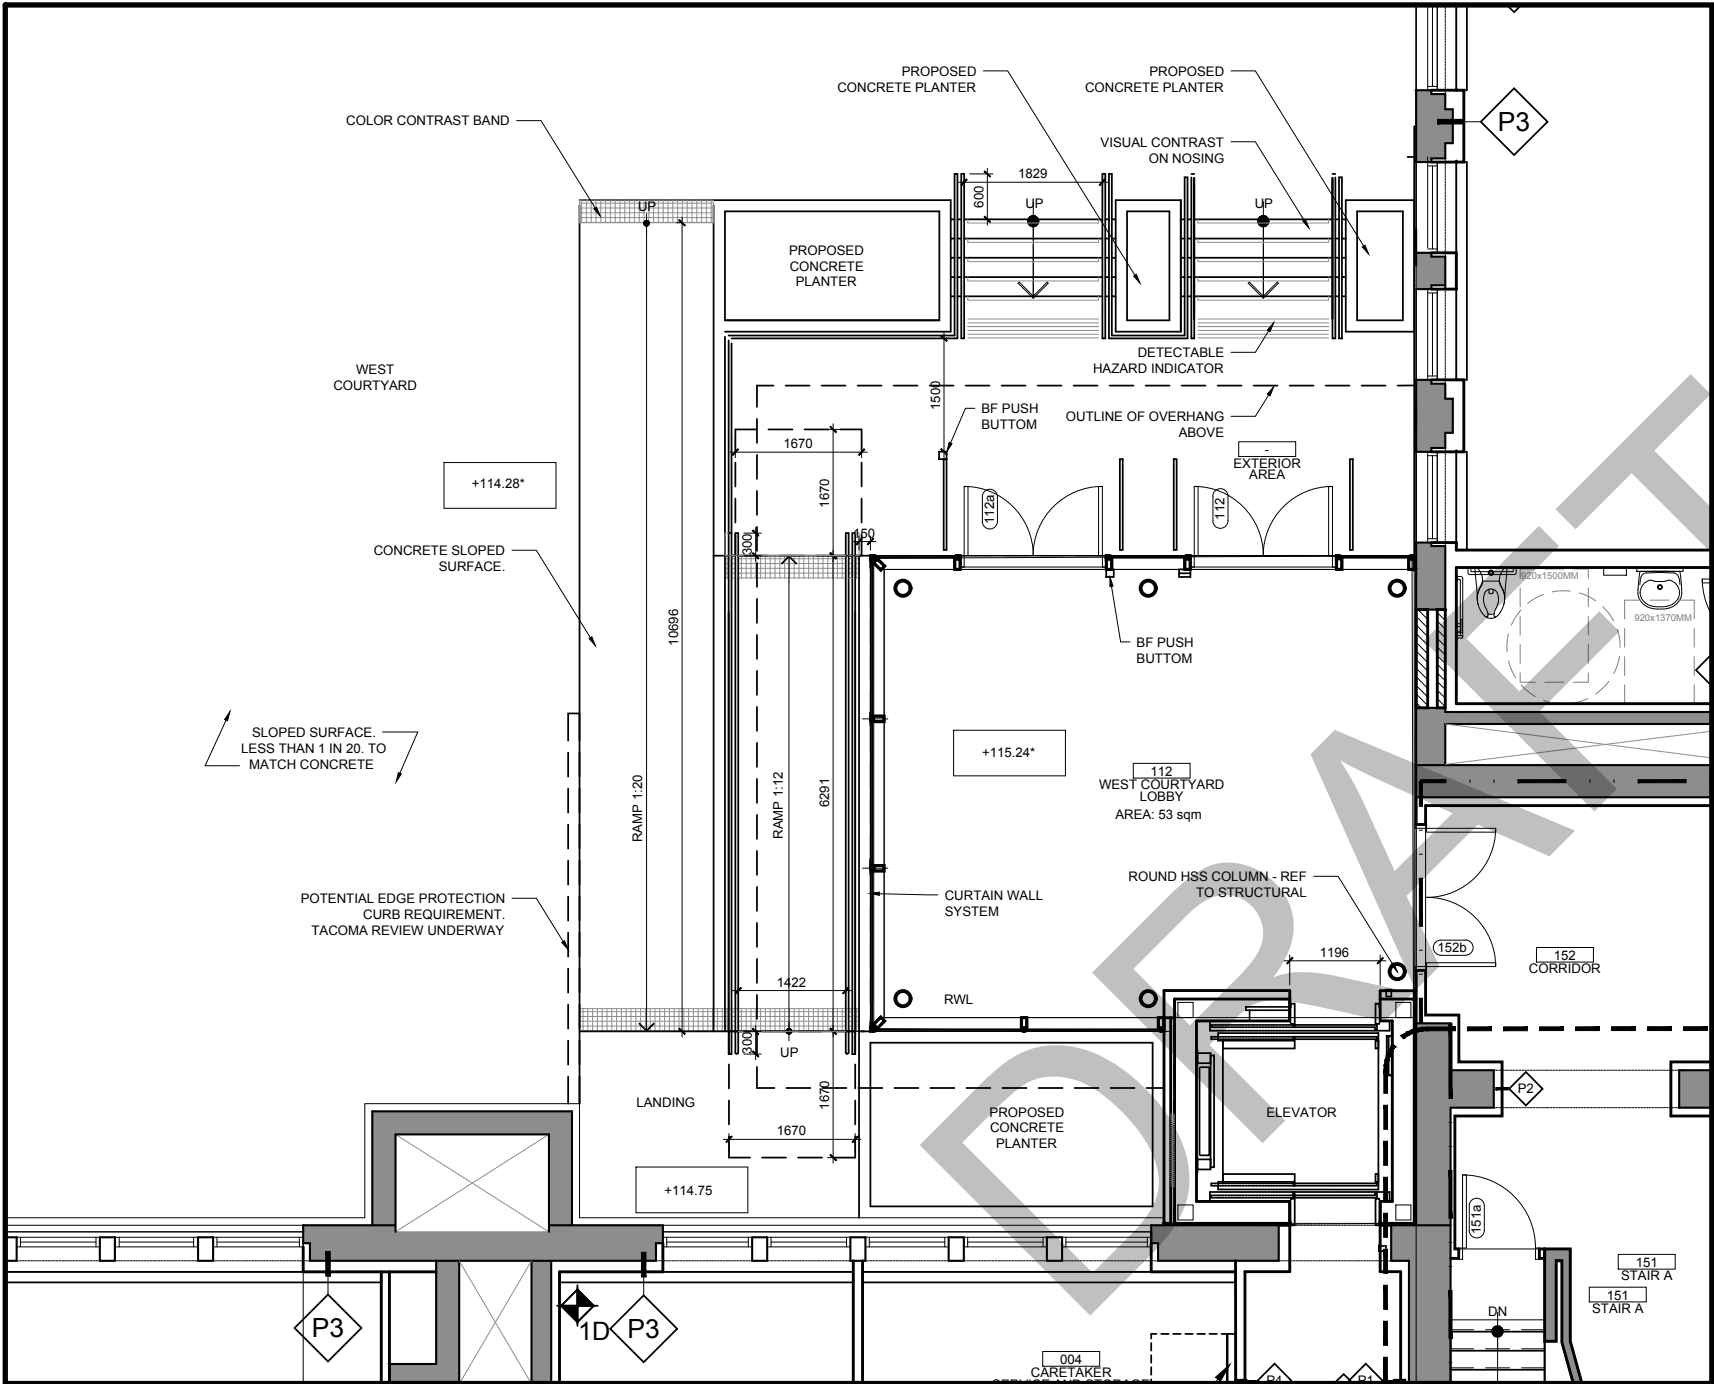 PROPOSED
CONCRETE PLANTER
PROPOSED
CONCRETE PLANTER
COLOR CONTRAST BAND
P3
VISUAL CONTRAST
ON NOSING
1829
600
UP
UP
UP
PROPOSED
CONCRETE
PLANTER
WEST
COURTYARD
DETECTABLE
HAZARD INDICATOR
1500
BF PUSH
BUTTOM
OUTLINE OF OVERHANG
ABOVE
-
EXTERIOR
AREA
1670
1670
+114.28*
112a
112
300
150
CONCRETE SLOPED
SURFACE.
1920x1500MM
920x1370MM
10696
BF PUSH
BUTTOM
SLOPED SURFACE.
LESS THAN 1 IN 20. TO
MATCH CONCRETE
+115.24*
112
WEST COURTYARD
LOBBY
AREA: 53 sqm
RAMP 1:20
RAMP 1:12
6291
POTENTIAL EDGE PROTECTION
CURB REQUIREMENT.
TACOMA REVIEW UNDERWAY
CURTAIN WALL
SYSTEM
ROUND HSS COLUMN - REF
TO STRUCTURAL
1196
152b
152
CORRIDOR
1422
RWL
300
UP
1670
LANDING
1670
PROPOSED
CONCRETE
PLANTER
ELEVATOR
P2
+114.75
151a
151
STAIR A
151
STAIR A
DN
P3
1D
P3
004
CARETAKER
SERVICE AND STORAGE
P4
P1
DRAFT